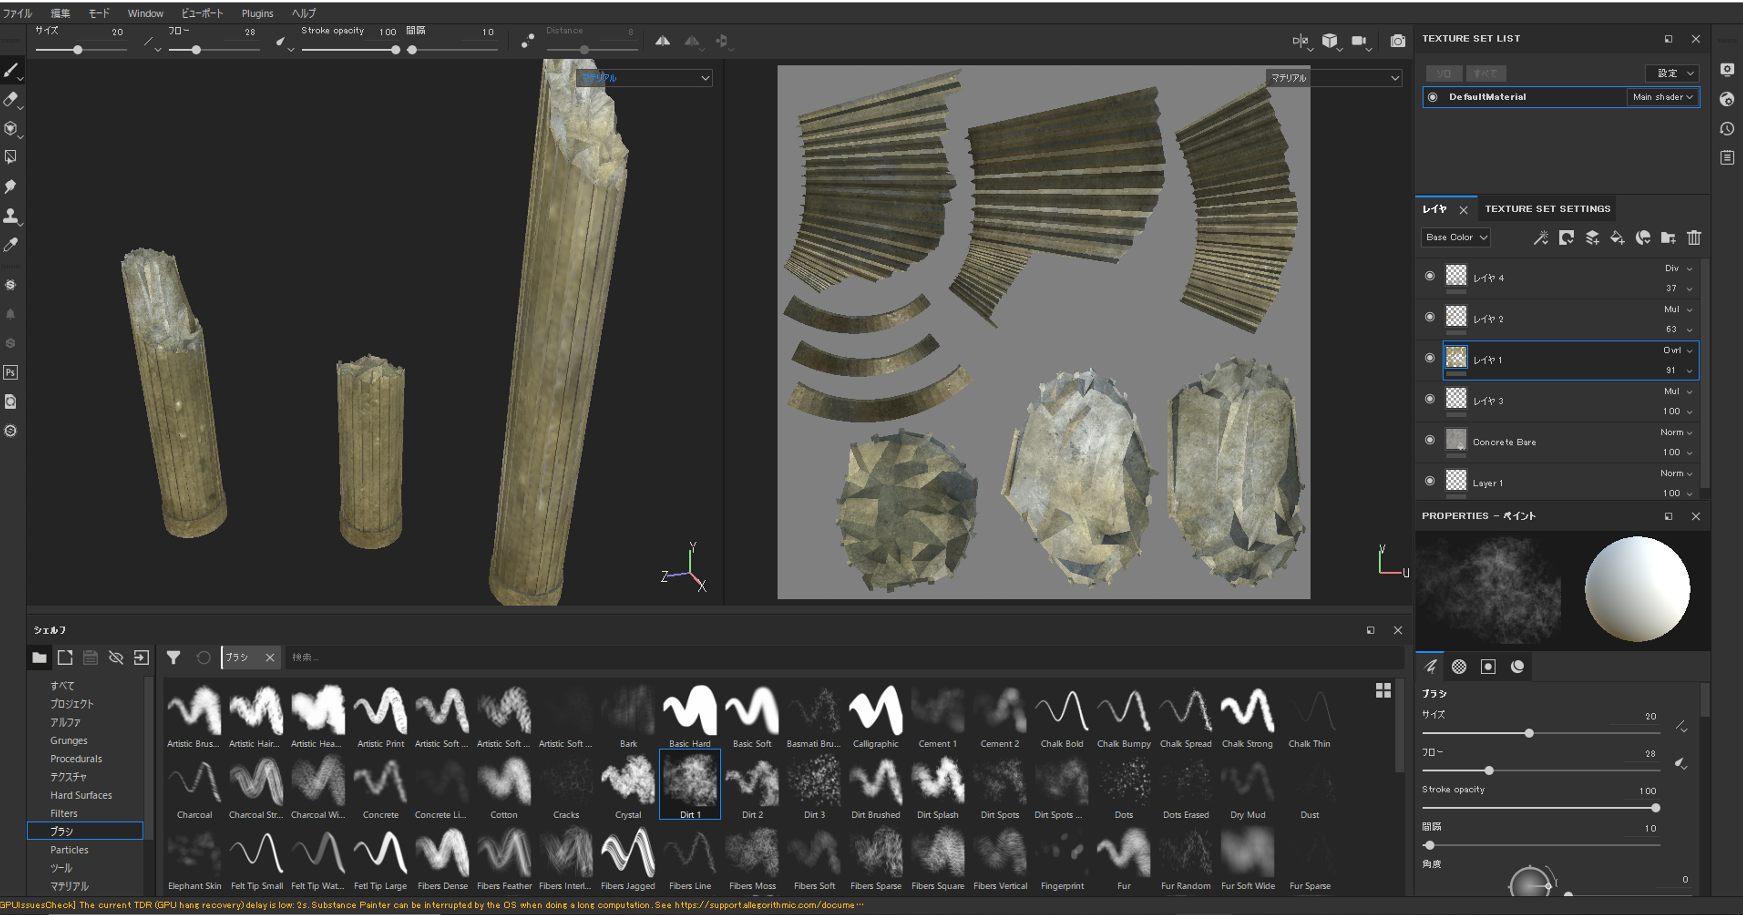 ファイル 編集 モード Window ビューポート Plugins ヘルプ
サイズ 20 フロー 28 Stroke opacity 100 間隔 10 Distance 8
マテリアル
マテリアル
TEXTURE SET LIST
ソロ すべて 設定
DefaultMaterial Main shader
レイヤ TEXTURE SET SETTINGS
Base Color
レイヤ 4 Div 37
レイヤ 2 Mul 63
レイヤ 1 Ovrl 91
レイヤ 3 Mul 100
Concrete Bare Norm 100
Layer 1 Norm 100
Y
Z
X
V
U
Ps
PROPERTIES - ペイント
ブラシ
サイズ 20
フロー 28
Stroke opacity 100
間隔 10
角度 0
シェルフ
ブラシ 検索...
すべて
プロジェクト
アルファ
Grunges
Procedurals
テクスチャ
Hard Surfaces
Filters
ブラシ
Particles
ツール
マテリアル
Artistic Brus... Artistic Hair... Artistic Hea... Artistic Print Artistic Soft ... Artistic Soft ... Artistic Soft ... Bark Basic Hard Basic Soft Basmati Bru... Calligraphic Cement 1 Cement 2 Chalk Bold Chalk Bumpy Chalk Spread Chalk Strong Chalk Thin
Charcoal Charcoal Str... Charcoal Wi... Concrete Concrete Li... Cotton Cracks Crystal Dirt 1 Dirt 2 Dirt 3 Dirt Brushed Dirt Splash Dirt Spots Dirt Spots ... Dots Dots Erased Dry Mud Dust
Elephant Skin Felt Tip Small Felt Tip Wat... Fetl Tip Large Fibers Dense Fibers Feather Fibers Interl... Fibers Jagged Fibers Line Fibers Moss Fibers Soft Fibers Sparse Fibers Square Fibers Vertical Fingerprint Fur Fur Random Fur Soft Wide Fur Sparse
GPUIssuesCheck] The current TDR (GPU hang recovery) delay is low: 2s. Substance Painter can be interrupted by the OS when doing a long computation. See https://support.allegorithmic.com/docume...